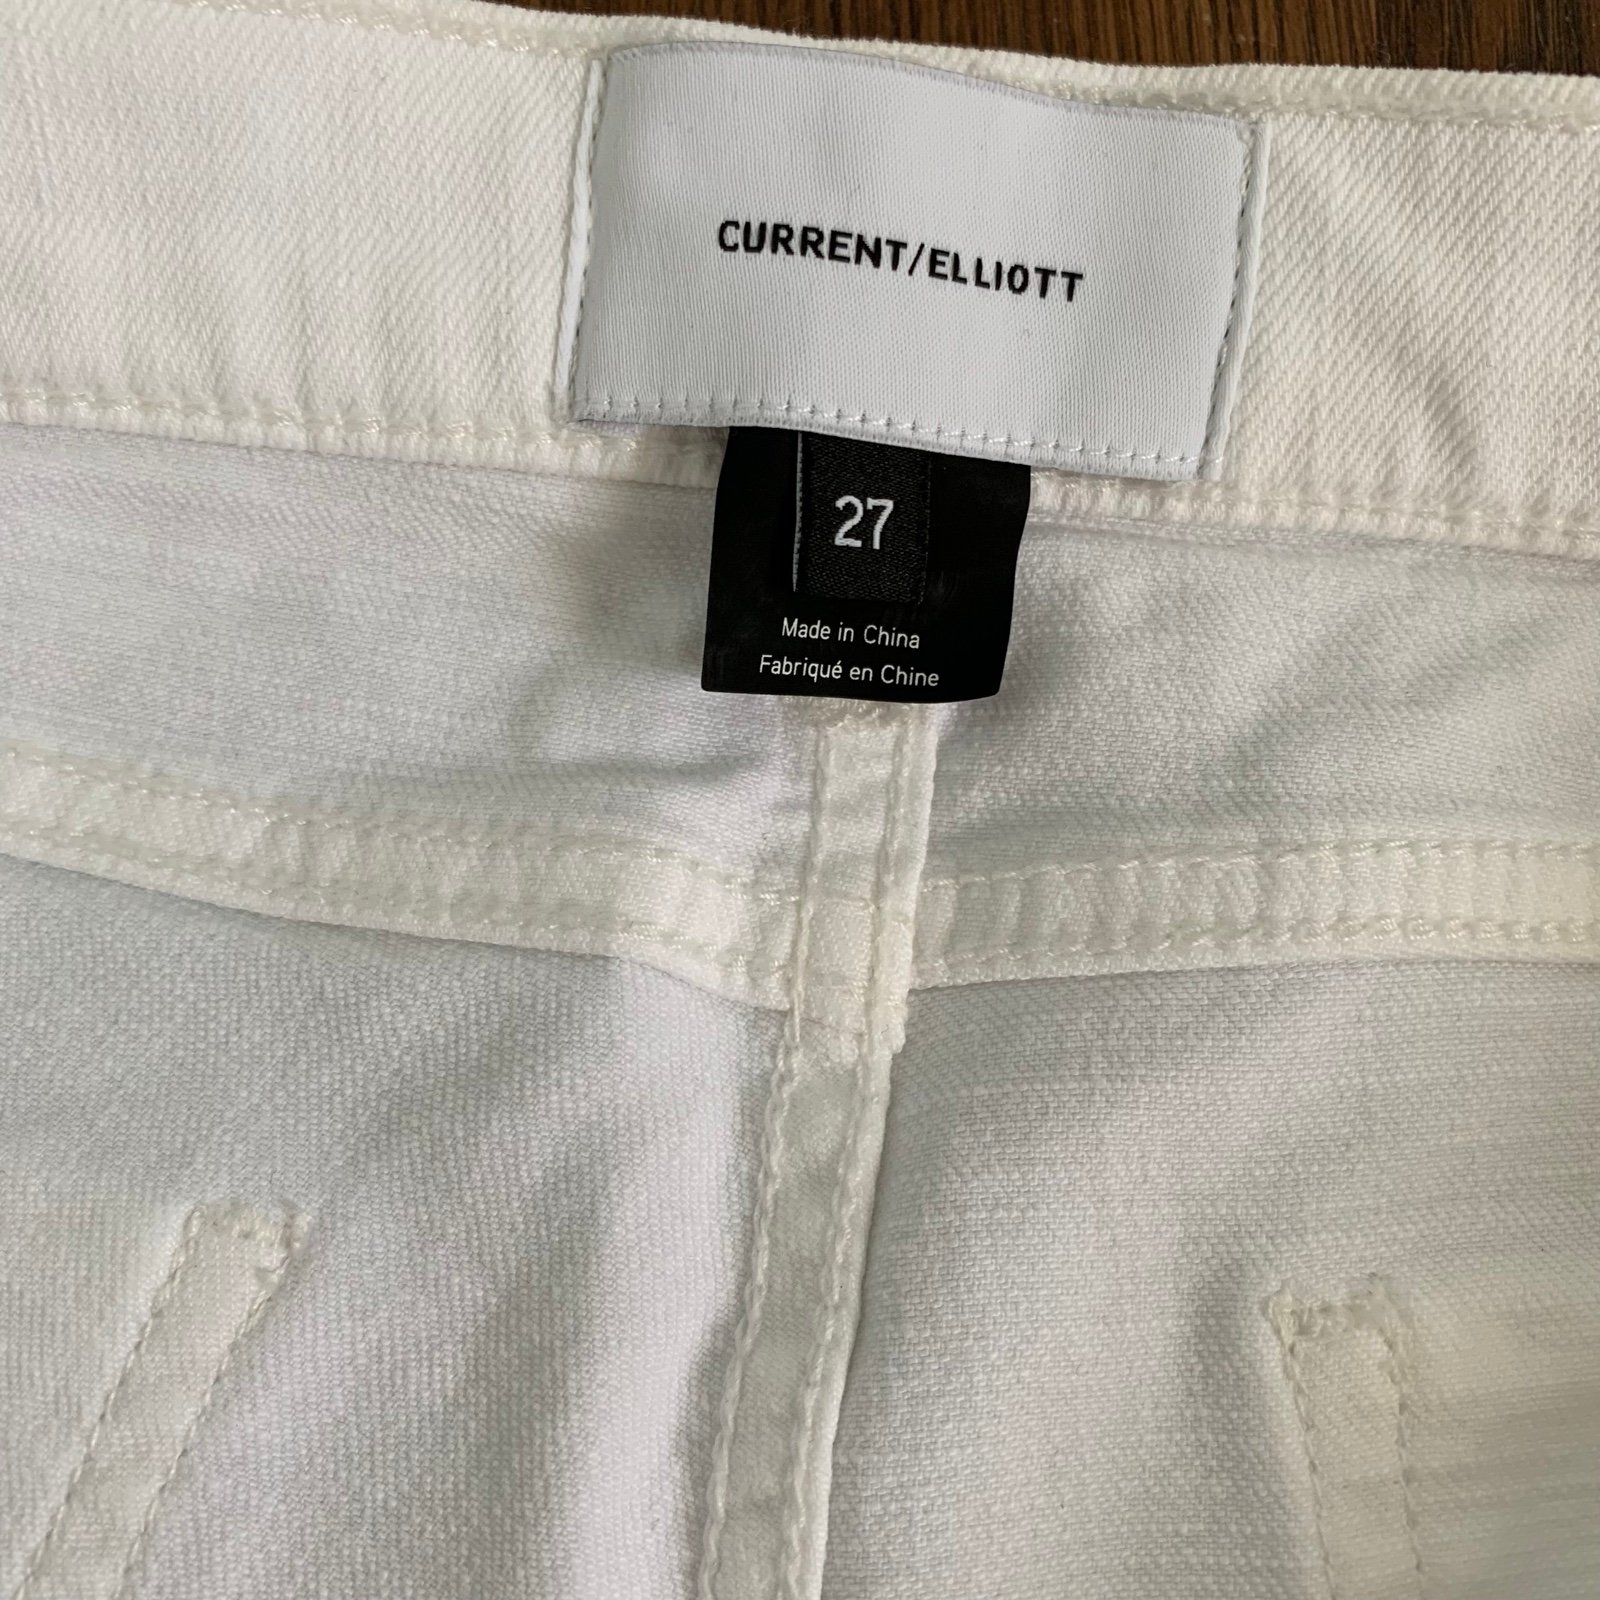 CURRENT/ELLIOTT
27
Made in China
Fabriqué en Chine